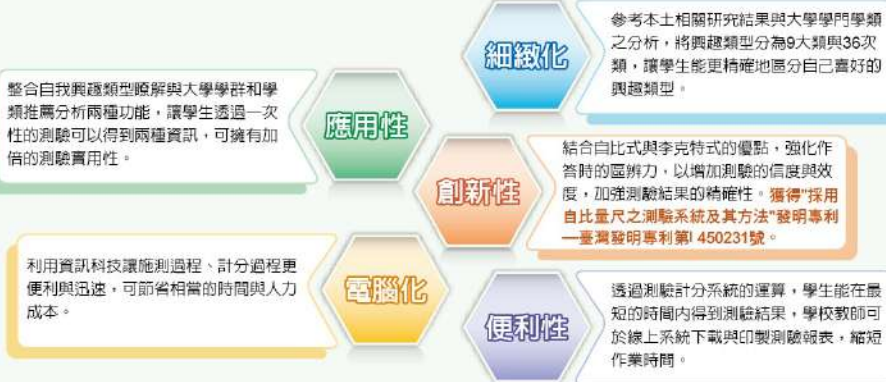 細緻化
參考本土相關研究結果與大學學門學類
之分析，將興趣類型分為9大類與36次
類，讓學生能更精確地區分自己喜好的
興趣類型。
應用性
整合自我興趣類型瞭解與大學學群和學
類推薦分析兩種功能，讓學生透過一次
性的測驗可以得到兩種資訊，可擁有加
倍的測驗實用性。
創新性
結合自比式與李克特式的優點，強化作
答時的區辨力，以增加測驗的信度與效
度，加強測驗結果的精確性。獲得"採用
自比量尺之測驗系統及其方法"發明專利
—臺灣發明專利第I 450231號。
電腦化
利用資訊科技讓施測過程、計分過程更
便利與迅速，可節省相當的時間與人力
成本。
便利性
透過測驗計分系統的運算，學生能在最
短的時間內得到測驗結果，學校教師可
於線上系統下載與印製測驗報表，縮短
作業時間。